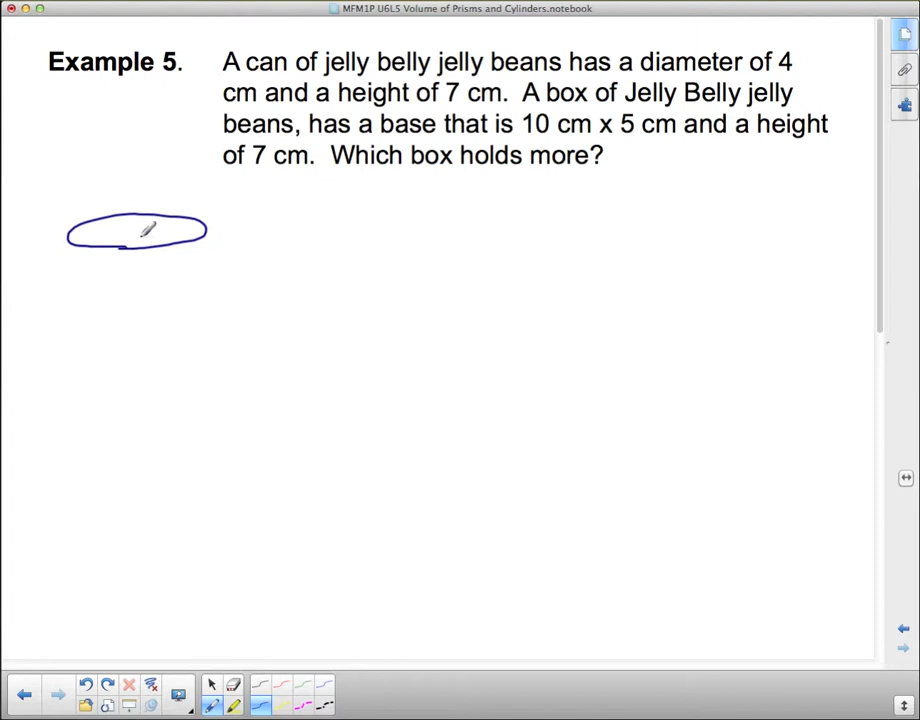 MFM1P U6L5 Volume of Prisms and Cylinders.notebook
Example 5. A can of jelly belly jelly beans has a diameter of 4
cm and a height of 7 cm. A box of Jelly Belly jelly
beans, has a base that is 10 cm x 5 cm and a height
of 7 cm. Which box holds more?